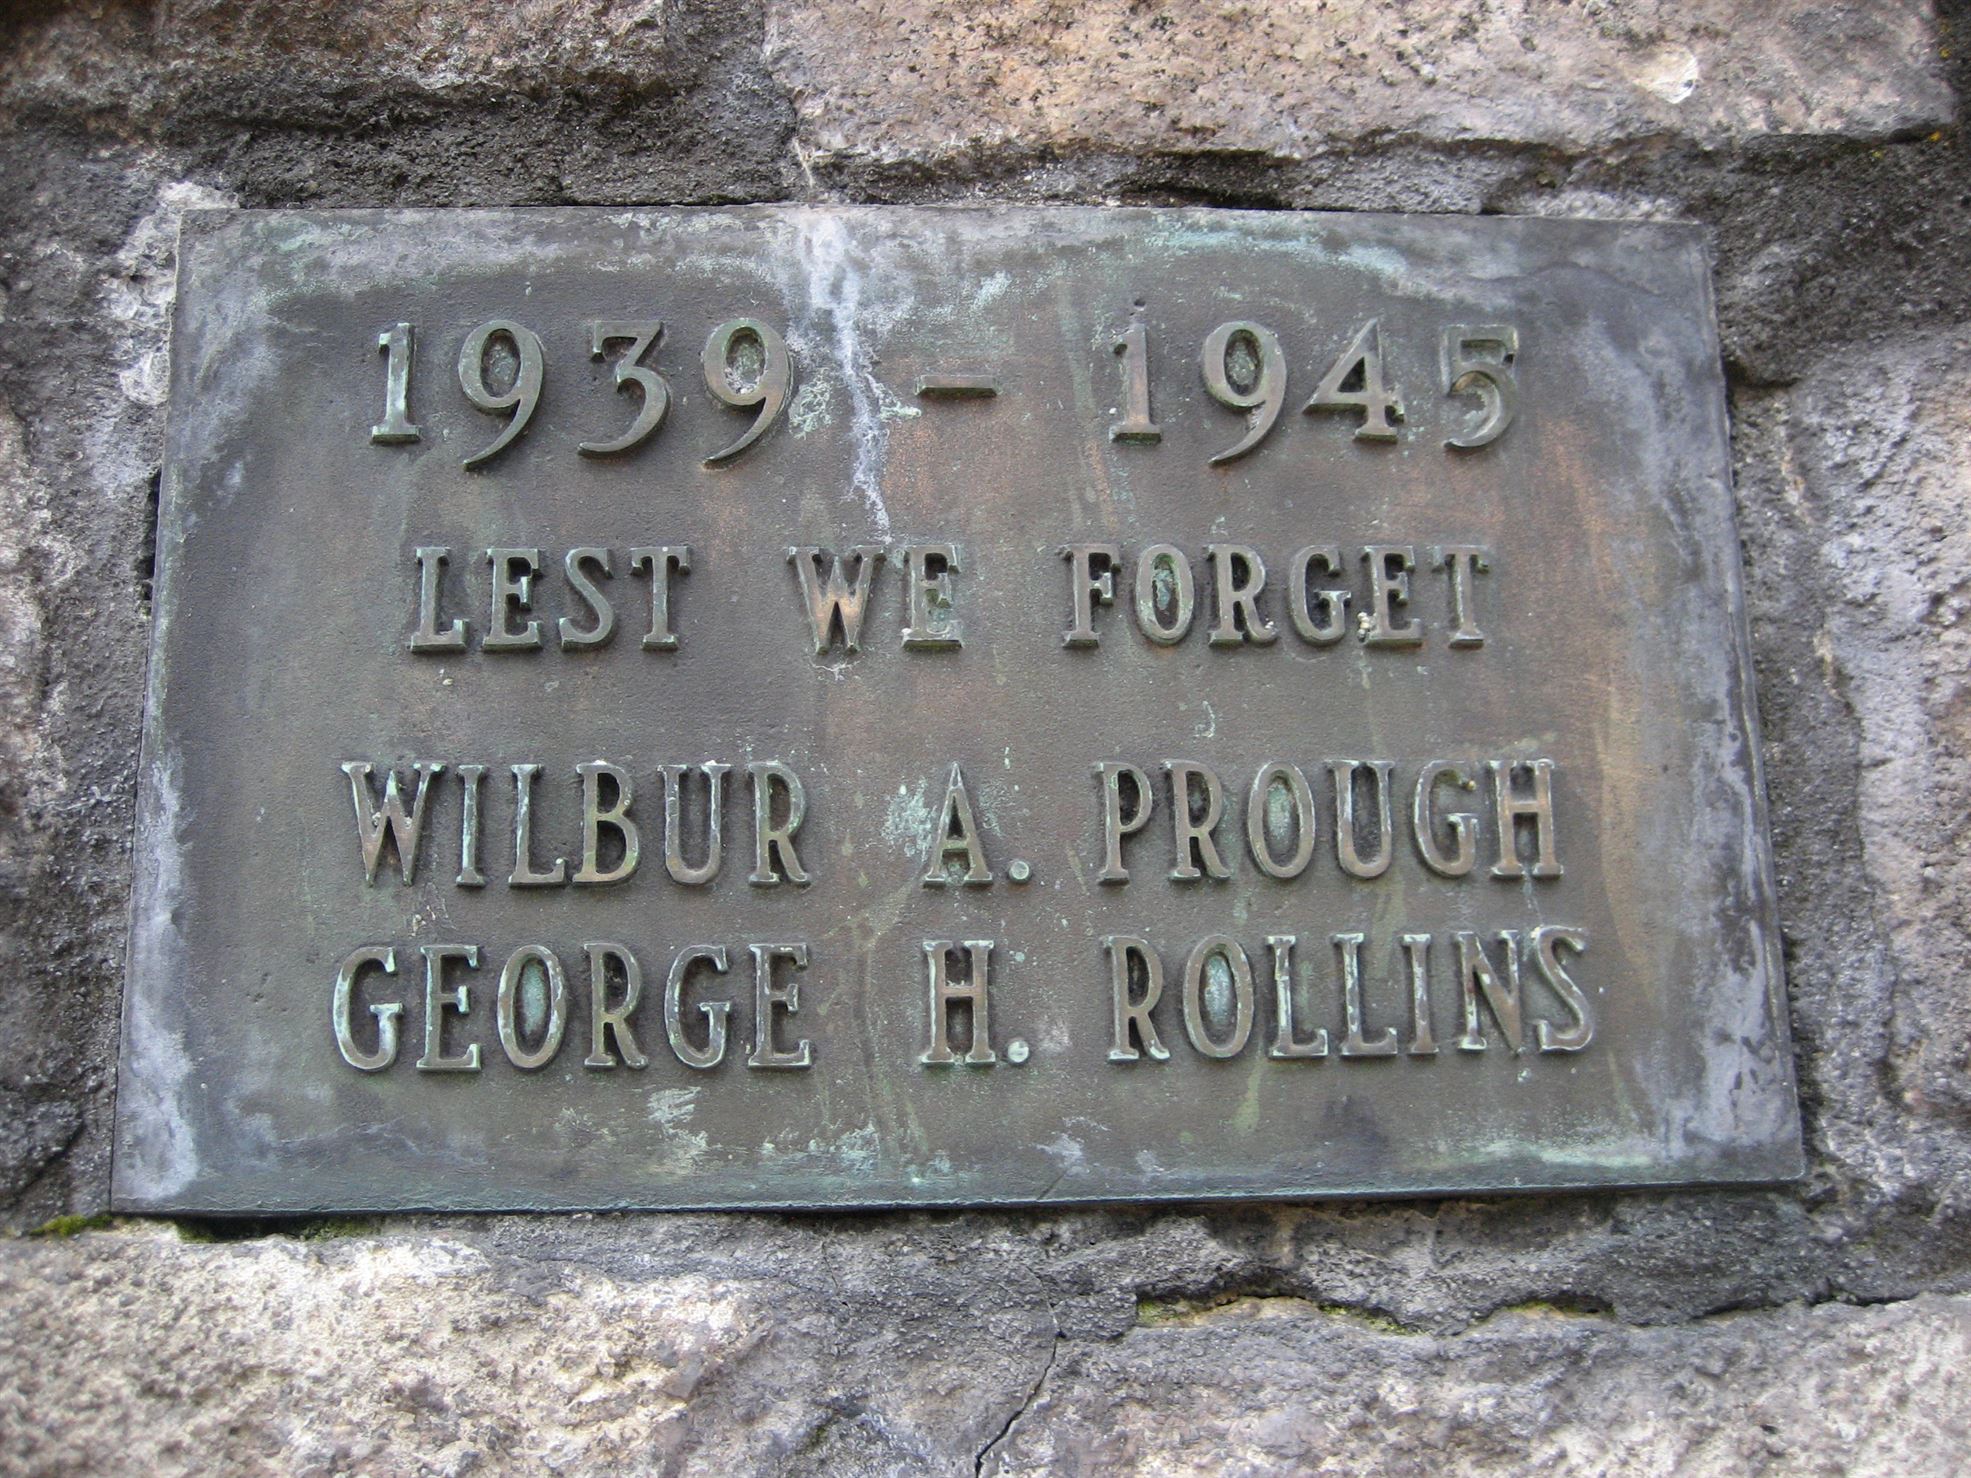 1939 - 1945
LEST WE FORGET
WILBUR A. PROUGH
GEORGE H. ROLLINS